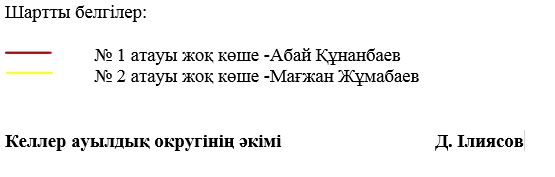 Шартты белгілер:
№ 1 атауы жоқ көше -Абай Құнанбаев
№ 2 атауы жоқ көше -Мағжан Жұмабаев
Келлер ауылдық округінің әкімі Д. Ілиясов